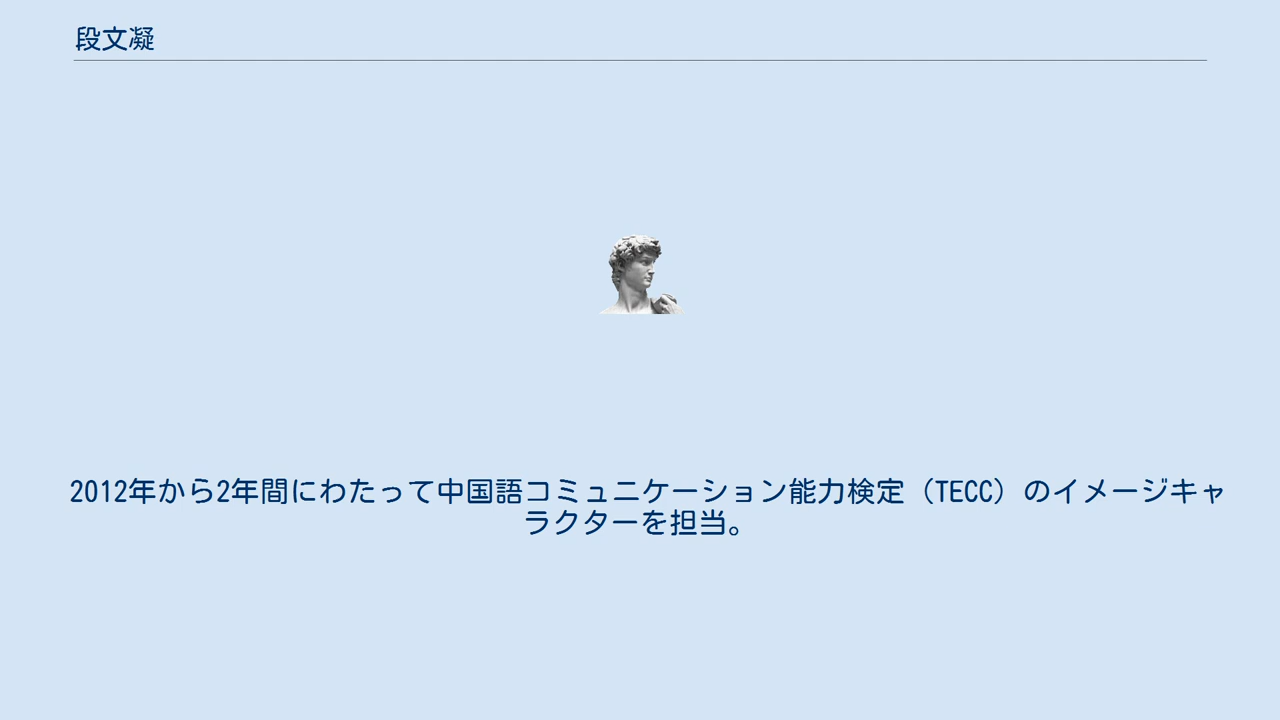 段文凝
2012年から2年間にわたって中国語コミュニケーション能力検定（TECC）のイメージキャ
ラクターを担当。